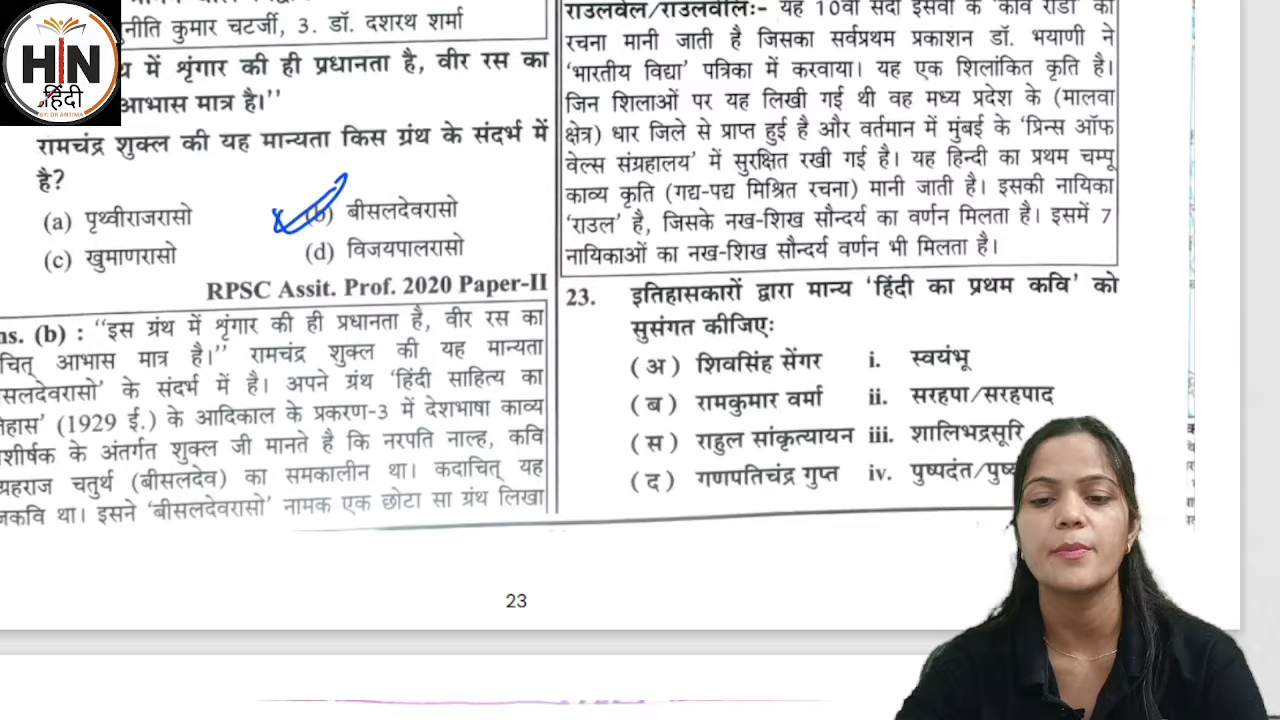 HIN
हिंदी
BY: DR ANTIMA
नीति कुमार चटर्जी, 3. डॉ. दशरथ शर्मा
में शृंगार की ही प्रधानता है, वीर रस का
आभास मात्र है।"
रामचंद्र शुक्ल की यह मान्यता किस ग्रंथ के संदर्भ में
है?
(a) पृथ्वीराजरासो (b) बीसलदेवरासो
(c) खुमाणरासो (d) विजयपालरासो
RPSC Assit. Prof. 2020 Paper-II
ns. (b) : "इस ग्रंथ में शृंगार की ही प्रधानता है, वीर रस का
चित् आभास मात्र है।" रामचंद्र शुक्ल की यह मान्यता
सलदेवरासो' के संदर्भ में है। अपने ग्रंथ 'हिंदी साहित्य का
तिहास' (1929 ई.) के आदिकाल के प्रकरण-3 में देशभाषा काव्य
शीर्षक के अंतर्गत शुक्ल जी मानते है कि नरपति नाल्ह, कवि
ग्रहराज चतुर्थ (बीसलदेव) का समकालीन था। कदाचित् यह
जकवि था। इसने 'बीसलदेवरासो' नामक एक छोटा सा ग्रंथ लिखा
राउलवेल/राउलवेलि:- यह 10वी सदी इसवी के 'कवि रोडा' की
रचना मानी जाती है जिसका सर्वप्रथम प्रकाशन डॉ. भयाणी ने
'भारतीय विद्या' पत्रिका में करवाया। यह एक शिलांकित कृति है।
जिन शिलाओं पर यह लिखी गई थी वह मध्य प्रदेश के (मालवा
क्षेत्र) धार जिले से प्राप्त हुई है और वर्तमान में मुंबई के 'प्रिन्स ऑफ
वेल्स संग्रहालय' में सुरक्षित रखी गई है। यह हिन्दी का प्रथम चम्पू
काव्य कृति (गद्य-पद्य मिश्रित रचना) मानी जाती है। इसकी नायिका
'राउल' है, जिसके नख-शिख सौन्दर्य का वर्णन मिलता है। इसमें 7
नायिकाओं का नख-शिख सौन्दर्य वर्णन भी मिलता है।
23. इतिहासकारों द्वारा मान्य 'हिंदी का प्रथम कवि' को
सुसंगत कीजिए:
(अ) शिवसिंह सेंगर i. स्वयंभू
(ब) रामकुमार वर्मा ii. सरहपा/सरहपाद
(स) राहुल सांकृत्यायन iii. शालिभद्रसूरि
(द) गणपतिचंद्र गुप्त iv. पुष्पदंत/पुष्
23